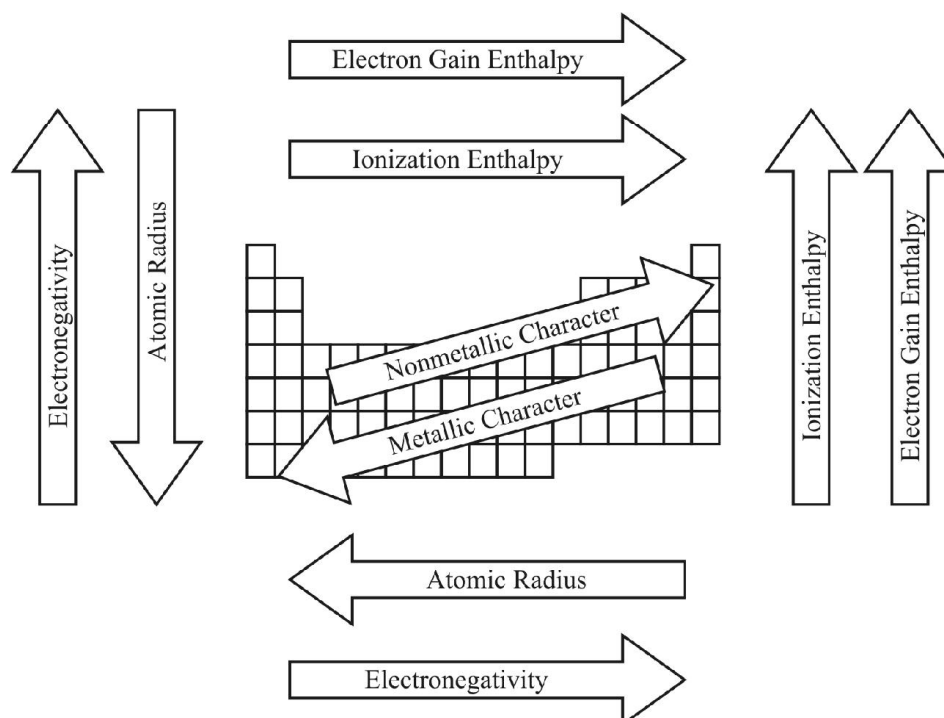 Electron Gain Enthalpy
Ionization Enthalpy
Electronegativity
Atomic Radius
Nonmetallic Character
Metallic Character
Ionization Enthalpy
Electron Gain Enthalpy
Atomic Radius
Electronegativity